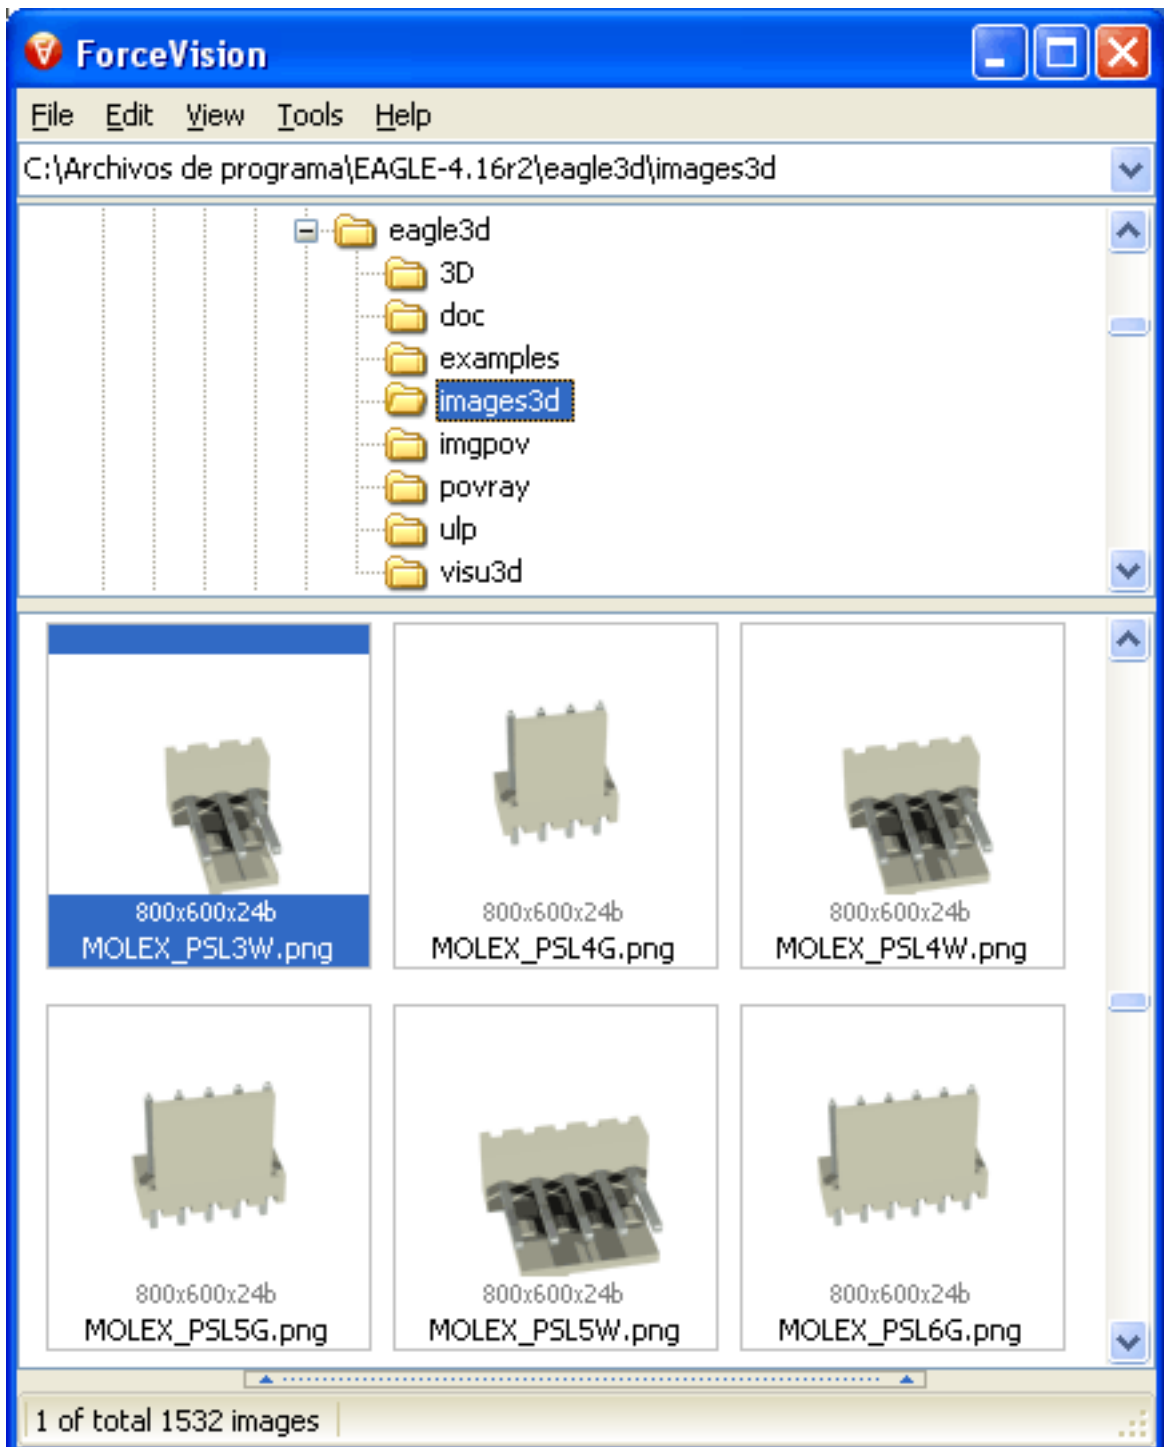 ForceVision
File Edit View Tools Help
C:\Archivos de programa\EAGLE-4.16r2\eagle3d\images3d
eagle3d
3D
doc
examples
images3d
imgpov
povray
ulp
visu3d
800x600x24b 800x600x24b 800x600x24b
MOLEX_PSL3W.png MOLEX_PSL4G.png MOLEX_PSL4W.png
800x600x24b 800x600x24b 800x600x24b
MOLEX_PSL5G.png MOLEX_PSL5W.png MOLEX_PSL6G.png
1 of total 1532 images